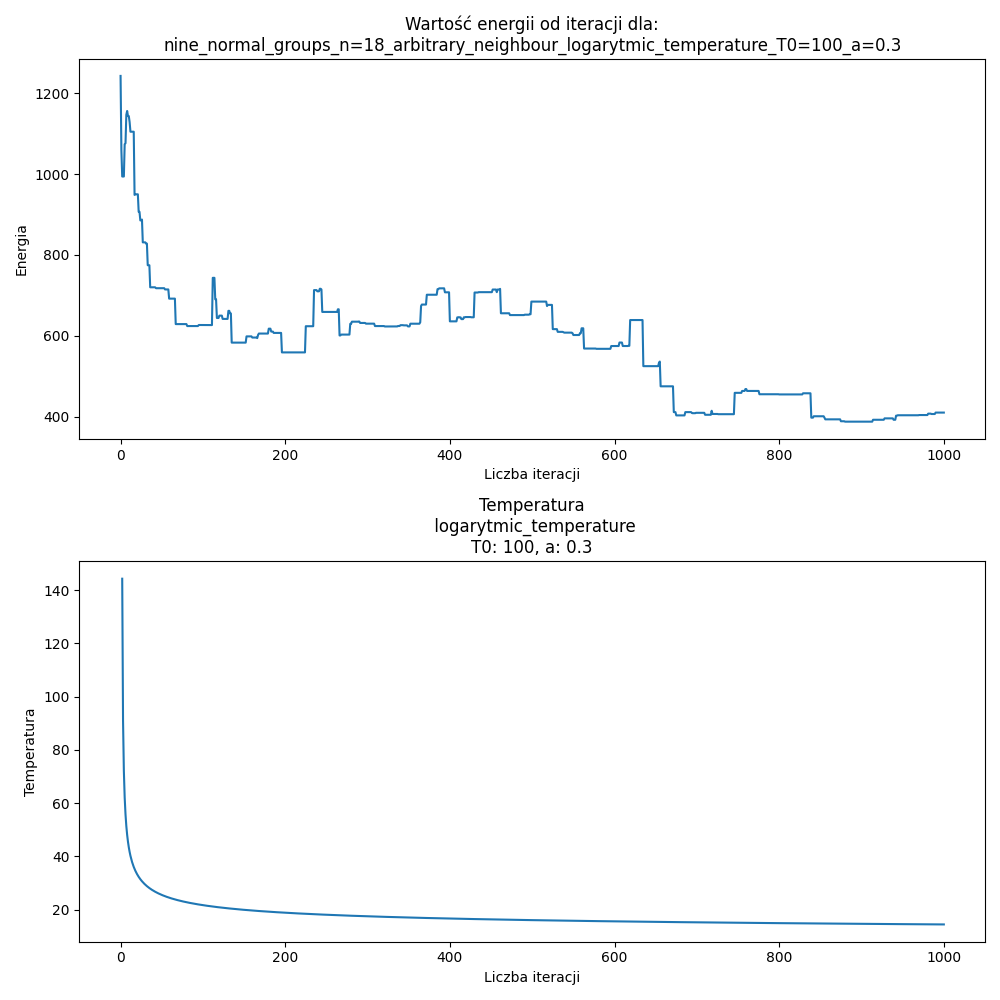 Wartość energii od iteracji dla:
nine_normal_groups_n=18_arbitrary_neighbour_logarytmic_temperature_T0=100_a=0.3
1200
1000
800
600
400
Energia
0 200 400 600 800 1000
Liczba iteracji
Temperatura
logarytmic_temperature
T0: 100, a: 0.3
140
120
100
80
60
40
20
Temperatura
0 200 400 600 800 1000
Liczba iteracji